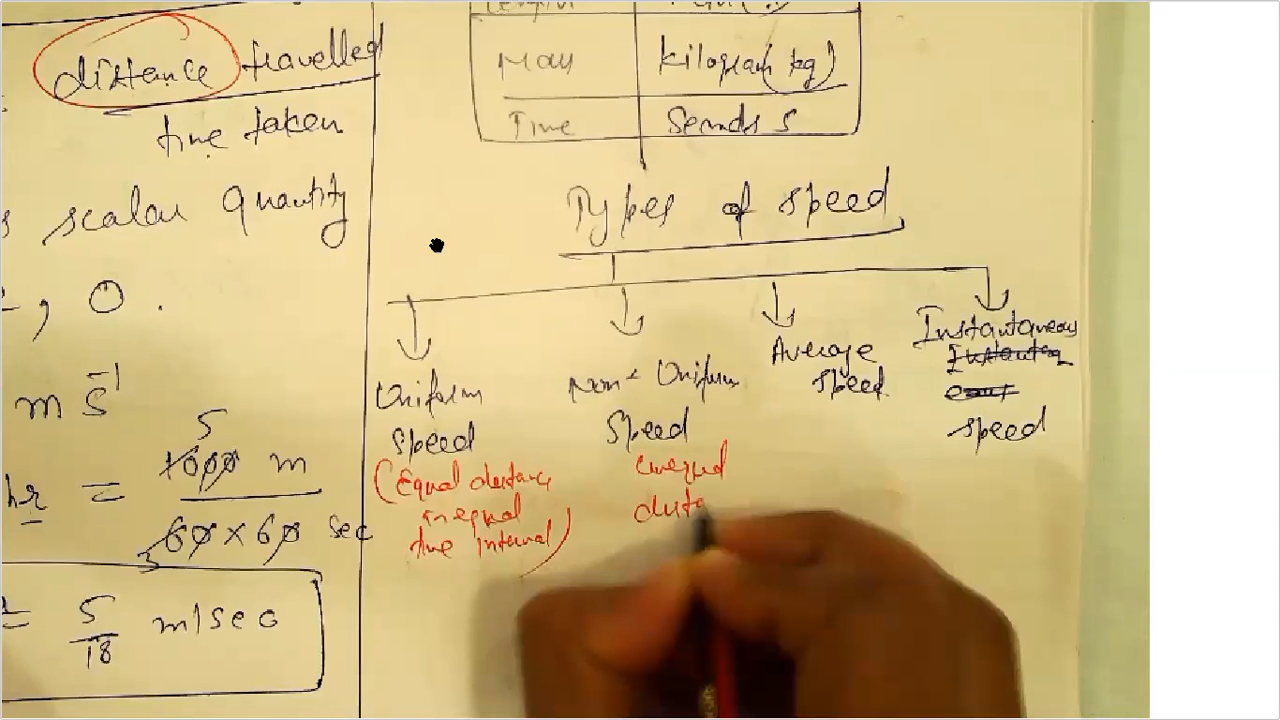 distance travelled
time taken
s scalar quantity
, 0 .
m s⁻¹
5
1000 m
hr =
60 × 60 sec
= 5/18 m/sec
Mass
Kilogram (kg)
Time
Seconds s
Types of speed
Uniform
speed
(Equal distance
in equal
time interval)
Non - Uniform
Speed
unequal
dista
Average
speed
Instantaneous
speed